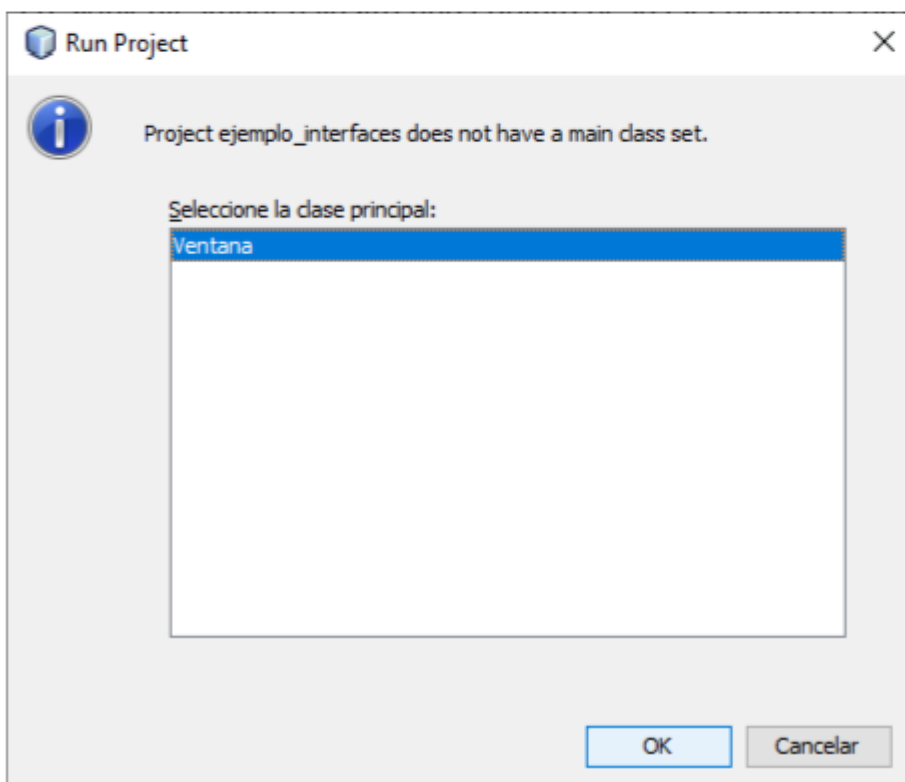 Run Project
Project ejemplo_interfaces does not have a main class set.
Seleccione la clase principal:
Ventana
OK
Cancelar